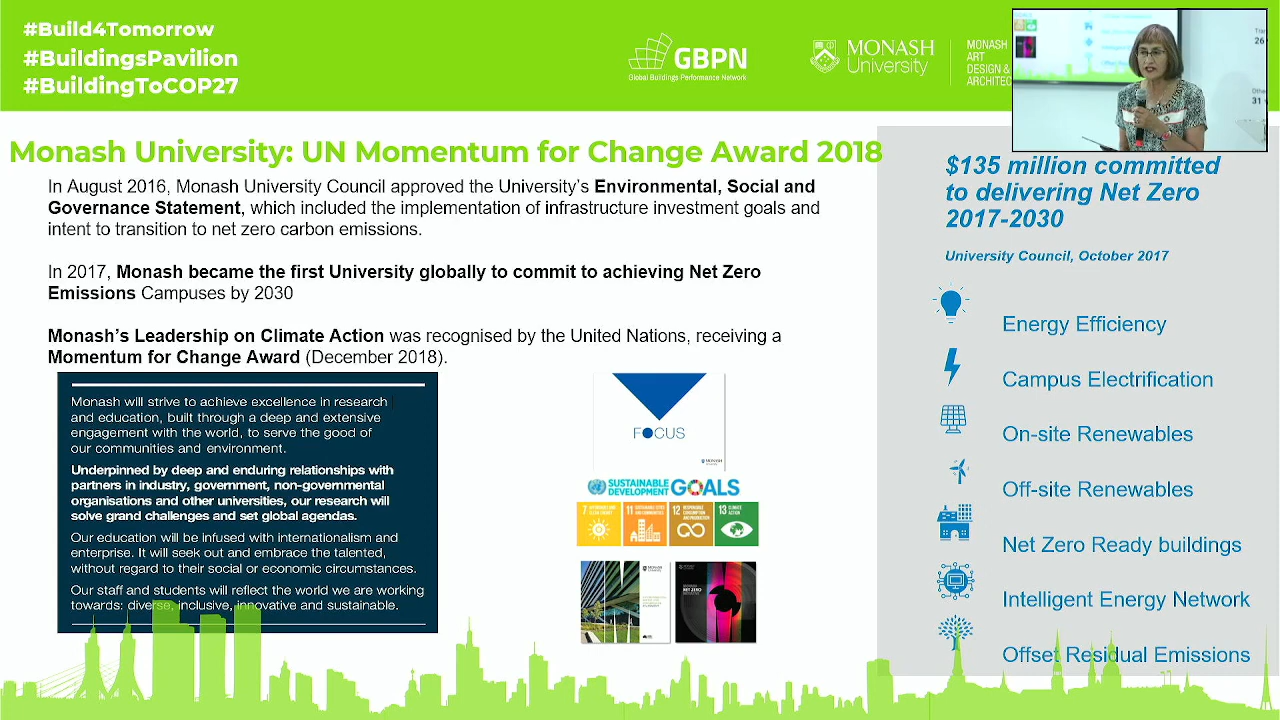 #Build4Tomorrow
#BuildingsPavilion
#BuildingToCOP27
GBPN
Global Buildings Performance Network
MONASH
University
MONASH
ART
DESIGN &
ARCHITEC
Monash University: UN Momentum for Change Award 2018
In August 2016, Monash University Council approved the University's Environmental, Social and
Governance Statement, which included the implementation of infrastructure investment goals and
intent to transition to net zero carbon emissions.
In 2017, Monash became the first University globally to commit to achieving Net Zero
Emissions Campuses by 2030
Monash's Leadership on Climate Action was recognised by the United Nations, receiving a
Momentum for Change Award (December 2018).
Monash will strive to achieve excellence in research
and education, built through a deep and extensive
engagement with the world, to serve the good of
our communities and environment.
Underpinned by deep and enduring relationships with
partners in industry, government, non-governmental
organisations and other universities, our research will
solve grand challenges and set global agendas.
Our education will be infused with internationalism and
enterprise. It will seek out and embrace the talented,
without regard to their social or economic circumstances.
Our staff and students will reflect the world we are working
towards: diverse, inclusive, innovative and sustainable.
FOCUS
MONASH
SUSTAINABLE
DEVELOPMENT GOALS
7
11
12
13 CLIMATE
ACTION
MONASH
NET ZERO
26
31
$135 million committed
to delivering Net Zero
2017-2030
University Council, October 2017
Energy Efficiency
Campus Electrification
On-site Renewables
Off-site Renewables
Net Zero Ready buildings
Intelligent Energy Network
Offset Residual Emissions